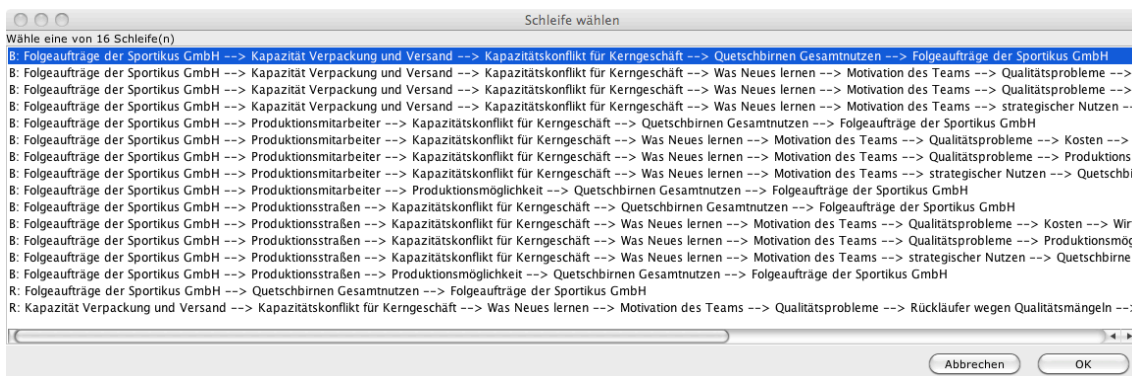 Schleife wählen
Wähle eine von 16 Schleife(n)
B: Folgeaufträge der Sportikus GmbH --> Kapazität Verpackung und Versand --> Kapazitätskonflikt für Kerngeschäft --> Quetschbirnen Gesamtnutzen --> Folgeaufträge der Sportikus GmbH
B: Folgeaufträge der Sportikus GmbH --> Kapazität Verpackung und Versand --> Kapazitätskonflikt für Kerngeschäft --> Was Neues lernen --> Motivation des Teams --> Qualitätsprobleme -->
B: Folgeaufträge der Sportikus GmbH --> Kapazität Verpackung und Versand --> Kapazitätskonflikt für Kerngeschäft --> Was Neues lernen --> Motivation des Teams --> Qualitätsprobleme -->
B: Folgeaufträge der Sportikus GmbH --> Kapazität Verpackung und Versand --> Kapazitätskonflikt für Kerngeschäft --> Was Neues lernen --> Motivation des Teams --> strategischer Nutzen --
B: Folgeaufträge der Sportikus GmbH --> Produktionsmitarbeiter --> Kapazitätskonflikt für Kerngeschäft --> Quetschbirnen Gesamtnutzen --> Folgeaufträge der Sportikus GmbH
B: Folgeaufträge der Sportikus GmbH --> Produktionsmitarbeiter --> Kapazitätskonflikt für Kerngeschäft --> Was Neues lernen --> Motivation des Teams --> Qualitätsprobleme --> Kosten -->
B: Folgeaufträge der Sportikus GmbH --> Produktionsmitarbeiter --> Kapazitätskonflikt für Kerngeschäft --> Was Neues lernen --> Motivation des Teams --> Qualitätsprobleme --> Produktions
B: Folgeaufträge der Sportikus GmbH --> Produktionsmitarbeiter --> Kapazitätskonflikt für Kerngeschäft --> Was Neues lernen --> Motivation des Teams --> strategischer Nutzen --> Quetschbi
B: Folgeaufträge der Sportikus GmbH --> Produktionsmitarbeiter --> Produktionsmöglichkeit --> Quetschbirnen Gesamtnutzen --> Folgeaufträge der Sportikus GmbH
B: Folgeaufträge der Sportikus GmbH --> Produktionsstraßen --> Kapazitätskonflikt für Kerngeschäft --> Quetschbirnen Gesamtnutzen --> Folgeaufträge der Sportikus GmbH
B: Folgeaufträge der Sportikus GmbH --> Produktionsstraßen --> Kapazitätskonflikt für Kerngeschäft --> Was Neues lernen --> Motivation des Teams --> Qualitätsprobleme --> Kosten --> Wir
B: Folgeaufträge der Sportikus GmbH --> Produktionsstraßen --> Kapazitätskonflikt für Kerngeschäft --> Was Neues lernen --> Motivation des Teams --> Qualitätsprobleme --> Produktionsmög
B: Folgeaufträge der Sportikus GmbH --> Produktionsstraßen --> Kapazitätskonflikt für Kerngeschäft --> Was Neues lernen --> Motivation des Teams --> strategischer Nutzen --> Quetschbirne
B: Folgeaufträge der Sportikus GmbH --> Produktionsstraßen --> Produktionsmöglichkeit --> Quetschbirnen Gesamtnutzen --> Folgeaufträge der Sportikus GmbH
R: Folgeaufträge der Sportikus GmbH --> Quetschbirnen Gesamtnutzen --> Folgeaufträge der Sportikus GmbH
R: Kapazität Verpackung und Versand --> Kapazitätskonflikt für Kerngeschäft --> Was Neues lernen --> Motivation des Teams --> Qualitätsprobleme --> Rückläufer wegen Qualitätsmängeln -->
Abbrechen OK